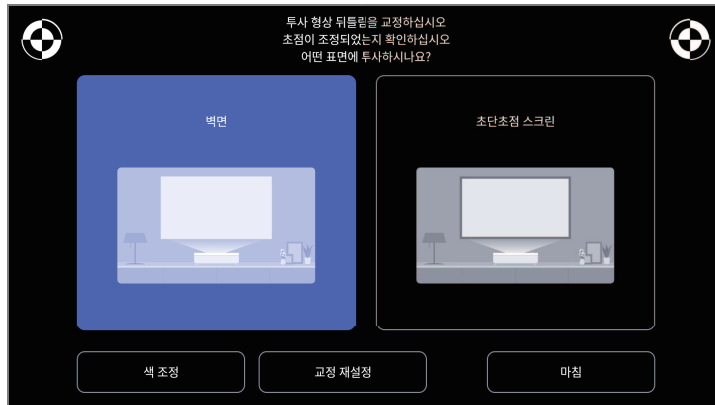 투사 형상 뒤틀림을 교정하십시오
초점이 조정되었는지 확인하십시오
어떤 표면에 투사하시나요?
벽면
초단초점 스크린
색 조정
교정 재설정
마침